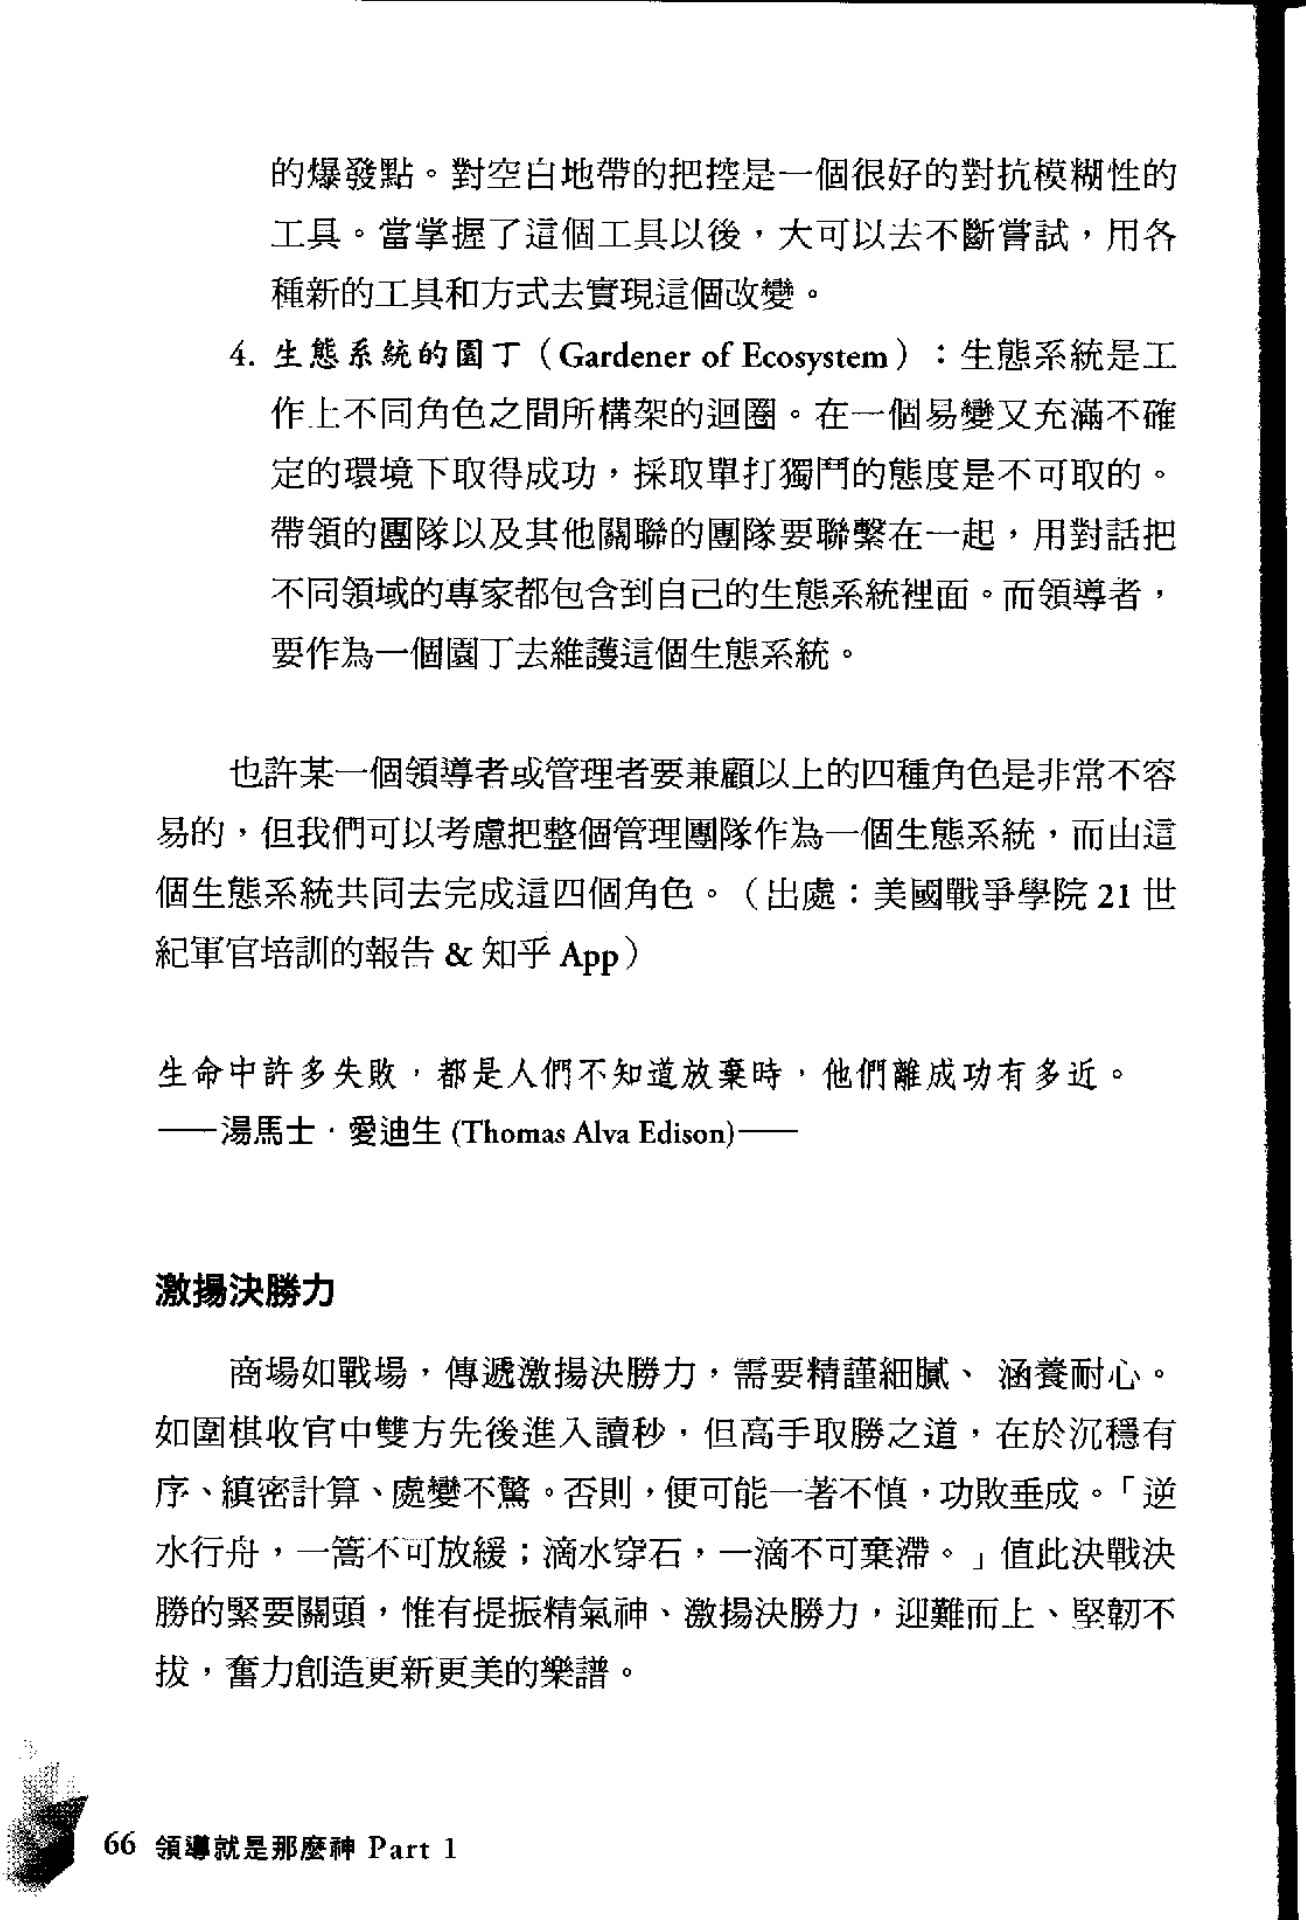 的爆發點。對空白地帶的把控是一個很好的對抗模糊性的
工具。當掌握了這個工具以後，大可以去不斷嘗試，用各
種新的工具和方式去實現這個改變。
4. 生態系統的園丁（Gardener of Ecosystem）：生態系統是工
作上不同角色之間所構架的迴圈。在一個易變又充滿不確
定的環境下取得成功，採取單打獨鬥的態度是不可取的。
帶領的團隊以及其他關聯的團隊要聯繫在一起，用對話把
不同領域的專家都包含到自己的生態系統裡面。而領導者，
要作為一個園丁去維護這個生態系統。
也許某一個領導者或管理者要兼顧以上的四種角色是非常不容
易的，但我們可以考慮把整個管理團隊作為一個生態系統，而由這
個生態系統共同去完成這四個角色。（出處：美國戰爭學院 21 世
紀軍官培訓的報告 & 知乎 App）
生命中許多失敗，都是人們不知道放棄時，他們離成功有多近。
──湯馬士．愛迪生 (Thomas Alva Edison)──
激揚決勝力
商場如戰場，傳遞激揚決勝力，需要精謹細膩、 涵養耐心。
如圍棋收官中雙方先後進入讀秒，但高手取勝之道，在於沉穩有
序、縝密計算、處變不驚。否則，便可能一著不慎，功敗垂成。「逆
水行舟，一篙不可放緩；滴水穿石，一滴不可棄滯。」值此決戰決
勝的緊要關頭，惟有提振精氣神、激揚決勝力，迎難而上、堅韌不
拔，奮力創造更新更美的樂譜。
66 領導就是那麼神 Part 1